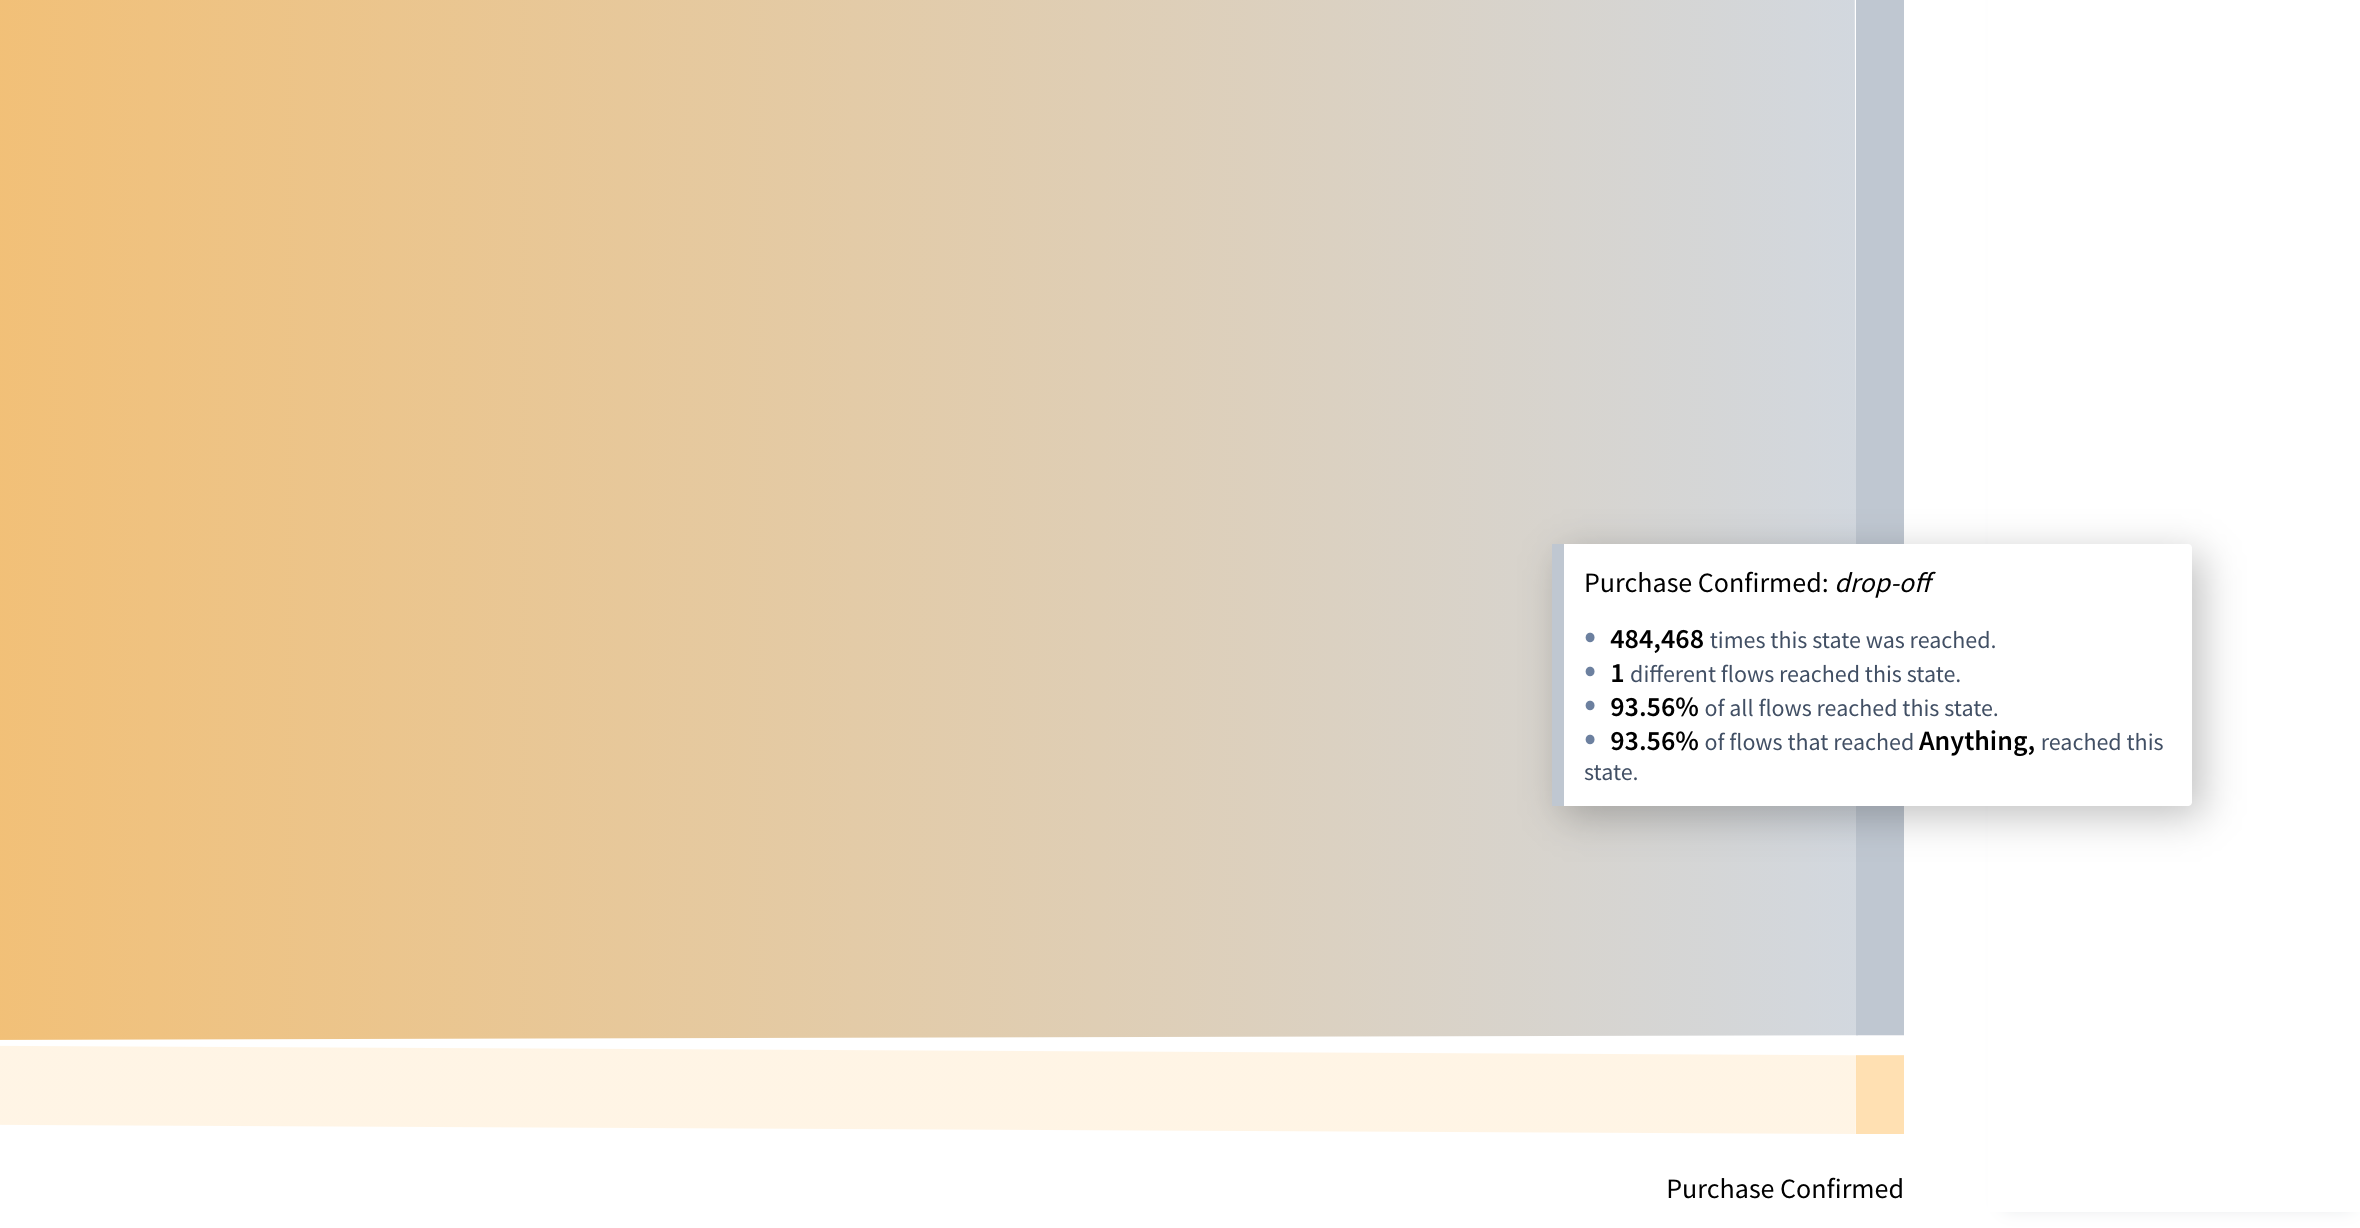 Purchase Confirmed: drop-off
• 484,468 times this state was reached.
• 1 different flows reached this state.
• 93.56% of all flows reached this state.
• 93.56% of flows that reached Anything, reached this
state.
Purchase Confirmed